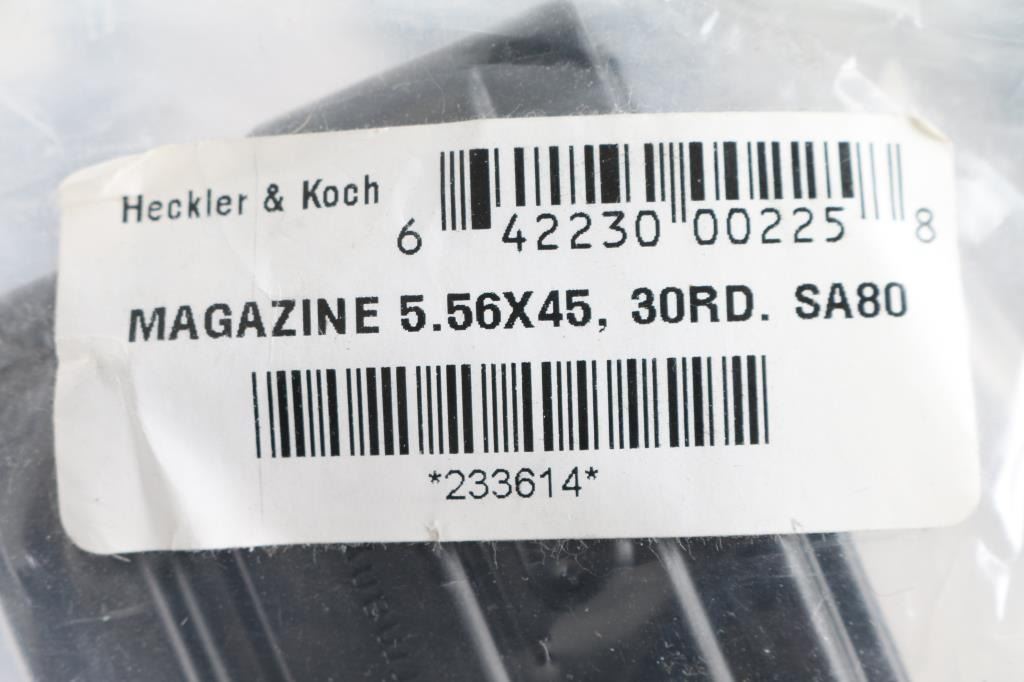 Heckler & Koch
6 42230 00225 8
MAGAZINE 5.56X45, 30RD. SA80
*233614*